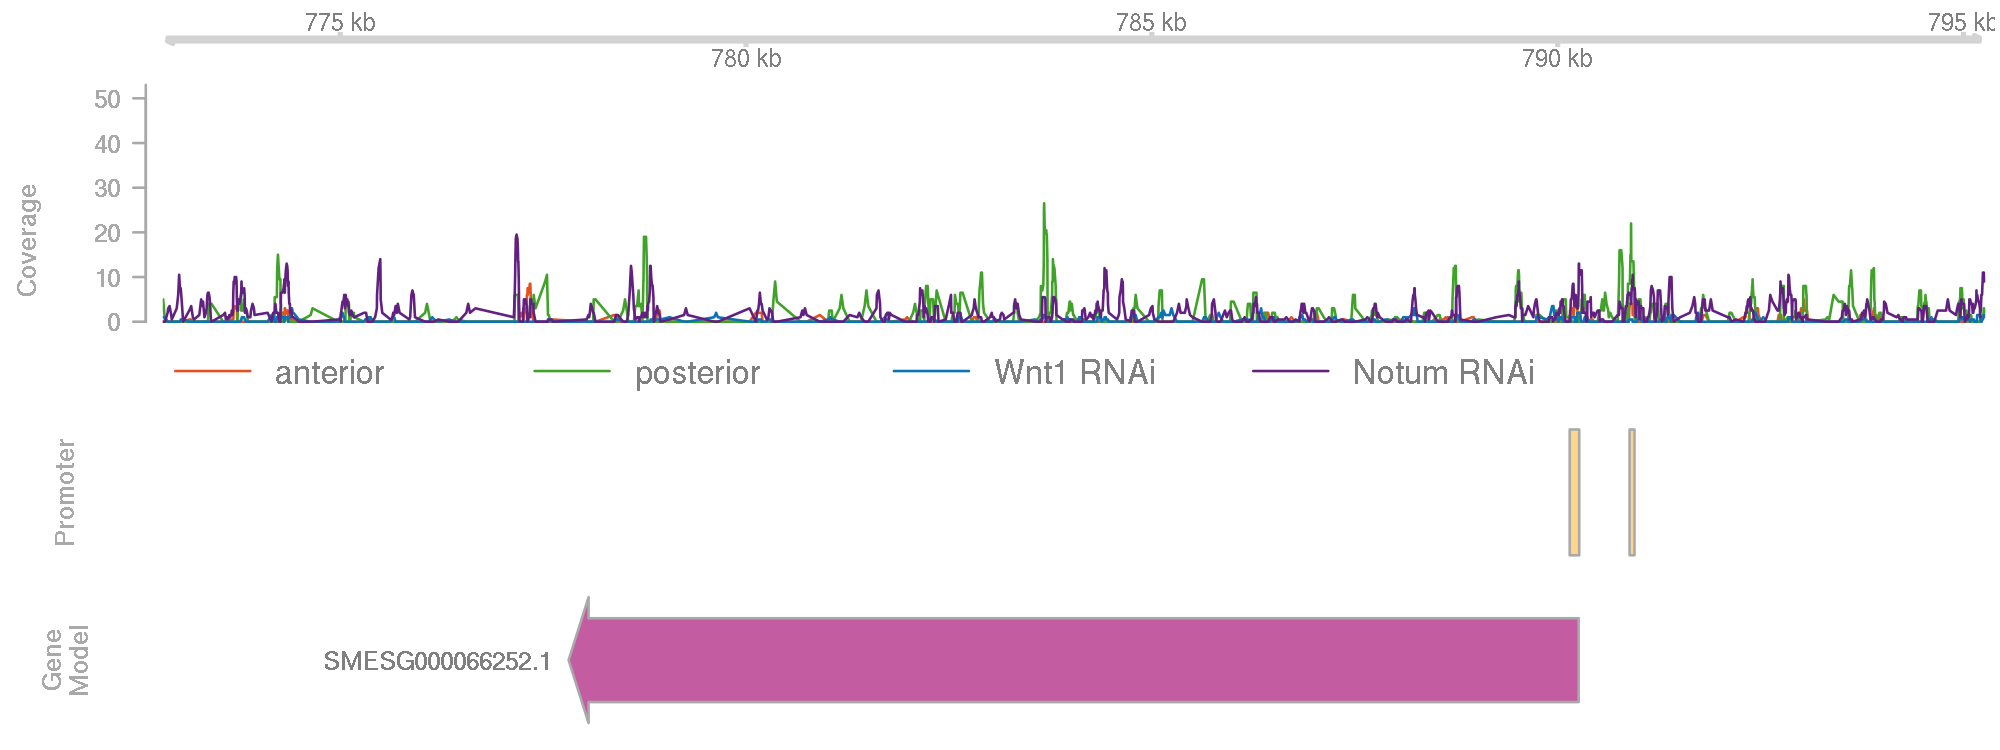 775 kb
785 kb
795 kb
780 kb
790 kb
50
40
30
20
10
0
Coverage
anterior
posterior
Wnt1 RNAi
Notum RNAi
Promoter
Gene
Model
SMESG000066252.1